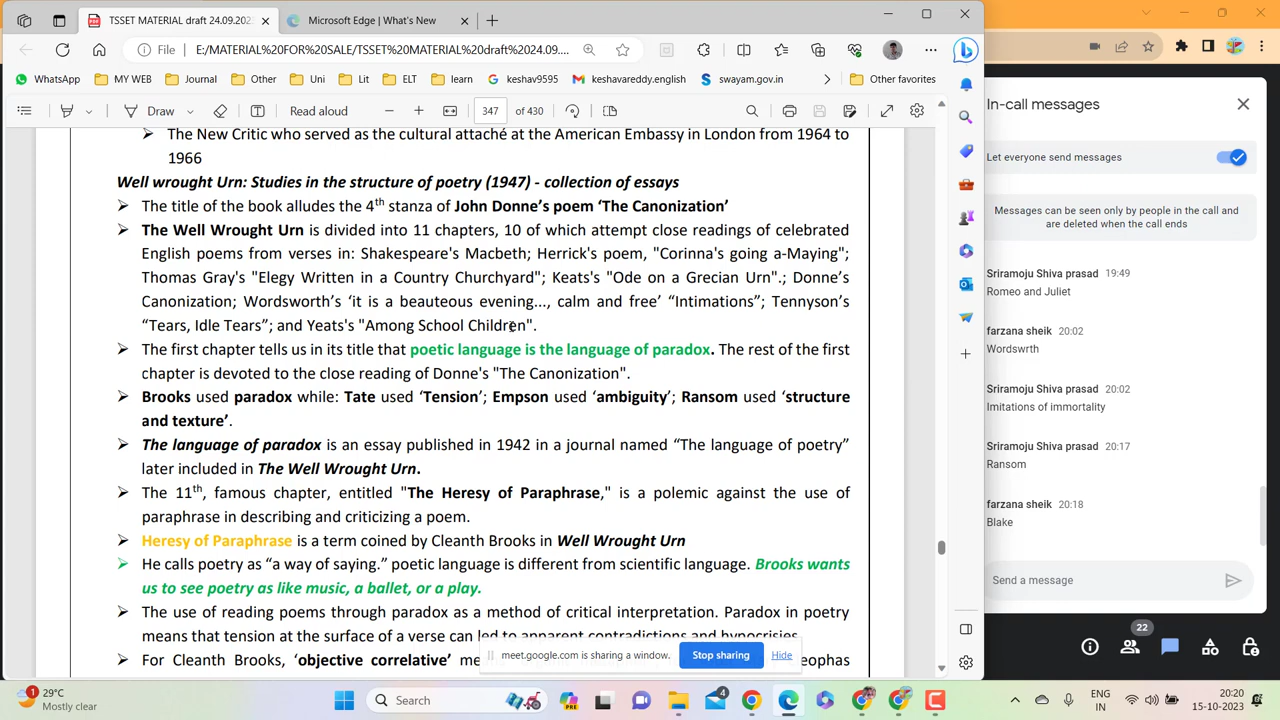 TSSET MATERIAL draft 24.09.202
Microsoft Edge | What's New
File
E:/MATERIAL%20FOR%20SALE/TSSET%20MATERIAL%20draft%2024.09....
WhatsApp
MY WEB
Journal
Other
Uni
Lit
ELT
learn
keshav9595
keshavareddy.english
swayam.gov.in
Other favorites
Draw
Read aloud
347
of 430
The New Critic who served as the cultural attaché at the American Embassy in London from 1964 to
1966
Well wrought Urn: Studies in the structure of poetry (1947) - collection of essays
The title of the book alludes the 4th stanza of John Donne's poem 'The Canonization'
The Well Wrought Urn is divided into 11 chapters, 10 of which attempt close readings of celebrated
English poems from verses in: Shakespeare's Macbeth; Herrick's poem, "Corinna's going a-Maying";
Thomas Gray's "Elegy Written in a Country Churchyard"; Keats's "Ode on a Grecian Urn".; Donne's
Canonization; Wordsworth's 'it is a beauteous evening..., calm and free' "Intimations"; Tennyson's
"Tears, Idle Tears"; and Yeats's "Among School Children".
The first chapter tells us in its title that poetic language is the language of paradox. The rest of the first
chapter is devoted to the close reading of Donne's "The Canonization".
Brooks used paradox while: Tate used 'Tension'; Empson used 'ambiguity'; Ransom used 'structure
and texture'.
The language of paradox is an essay published in 1942 in a journal named "The language of poetry"
later included in The Well Wrought Urn.
The 11th, famous chapter, entitled "The Heresy of Paraphrase," is a polemic against the use of
paraphrase in describing and criticizing a poem.
Heresy of Paraphrase is a term coined by Cleanth Brooks in Well Wrought Urn
He calls poetry as "a way of saying." poetic language is different from scientific language. Brooks wants
us to see poetry as like music, a ballet, or a play.
The use of reading poems through paradox as a method of critical interpretation. Paradox in poetry
means that tension at the surface of a verse can led to apparent contradictions and hypocrisies.
For Cleanth Brooks, 'objective correlative' me
eophas
meet.google.com is sharing a window.
Stop sharing
Hide
In-call messages
Let everyone send messages
Messages can be seen only by people in the call and
are deleted when the call ends
Sriramoju Shiva prasad 19:49
Romeo and Juliet
farzana sheik 20:02
Wordswrth
Sriramoju Shiva prasad 20:02
Imitations of immortality
Sriramoju Shiva prasad 20:17
Ransom
farzana sheik 20:18
Blake
Send a message
22
1
29°C
Mostly clear
Search
PRE
4
ENG
IN
20:20
15-10-2023